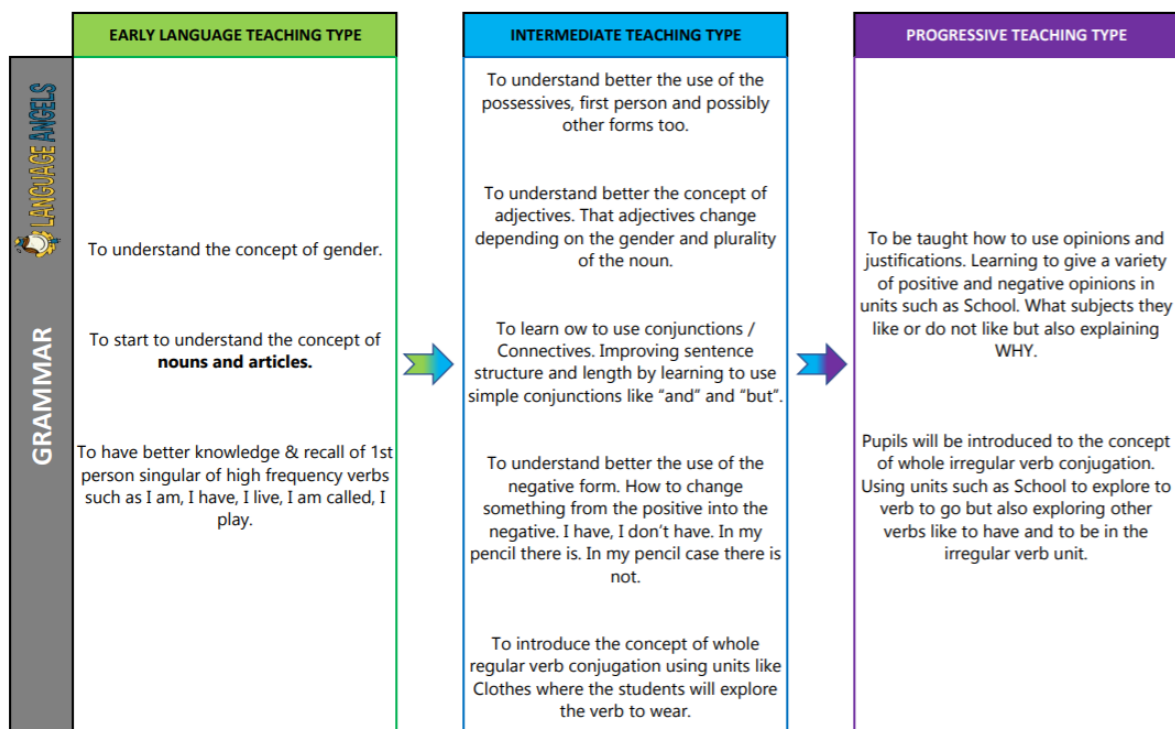 EARLY LANGUAGE TEACHING TYPE
INTERMEDIATE TEACHING TYPE
PROGRESSIVE TEACHING TYPE
LANGUAGE ANGELS
GRAMMAR
To understand the concept of gender.
To start to understand the concept of
nouns and articles.
To have better knowledge & recall of 1st
person singular of high frequency verbs
such as I am, I have, I live, I am called, I
play.
To understand better the use of the
possessives, first person and possibly
other forms too.
To understand better the concept of
adjectives. That adjectives change
depending on the gender and plurality
of the noun.
To learn ow to use conjunctions /
Connectives. Improving sentence
structure and length by learning to use
simple conjunctions like “and” and “but”.
To understand better the use of the
negative form. How to change
something from the positive into the
negative. I have, I don’t have. In my
pencil there is. In my pencil case there is
not.
To introduce the concept of whole
regular verb conjugation using units like
Clothes where the students will explore
the verb to wear.
To be taught how to use opinions and
justifications. Learning to give a variety
of positive and negative opinions in
units such as School. What subjects they
like or do not like but also explaining
WHY.
Pupils will be introduced to the concept
of whole irregular verb conjugation.
Using units such as School to explore to
verb to go but also exploring other
verbs like to have and to be in the
irregular verb unit.